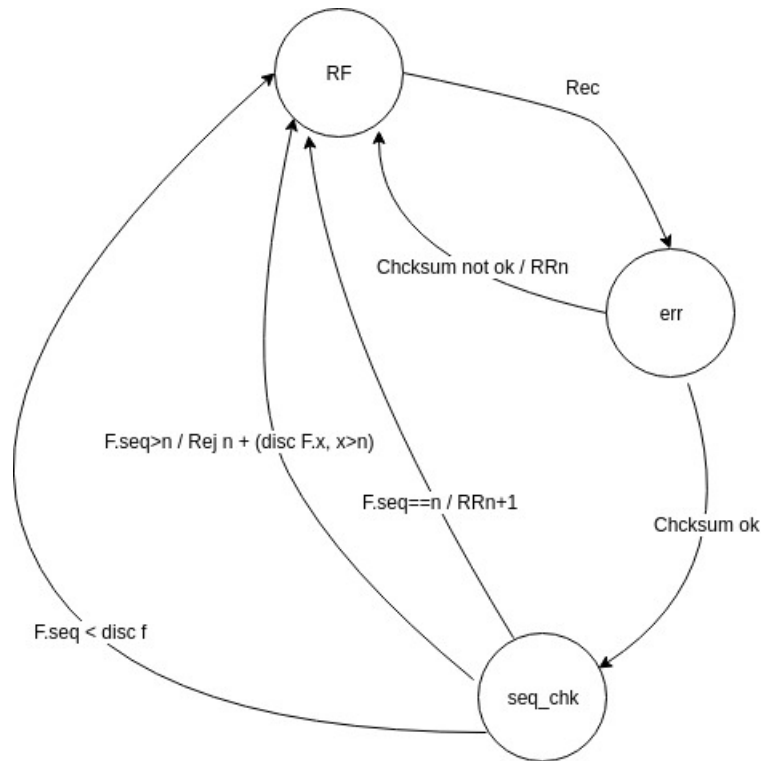 RF
Rec
Chcksum not ok / RRn
err
F.seq>n / Rej n + (disc F.x, x>n)
F.seq==n / RRn+1
Chcksum ok
F.seq < disc f
seq_chk